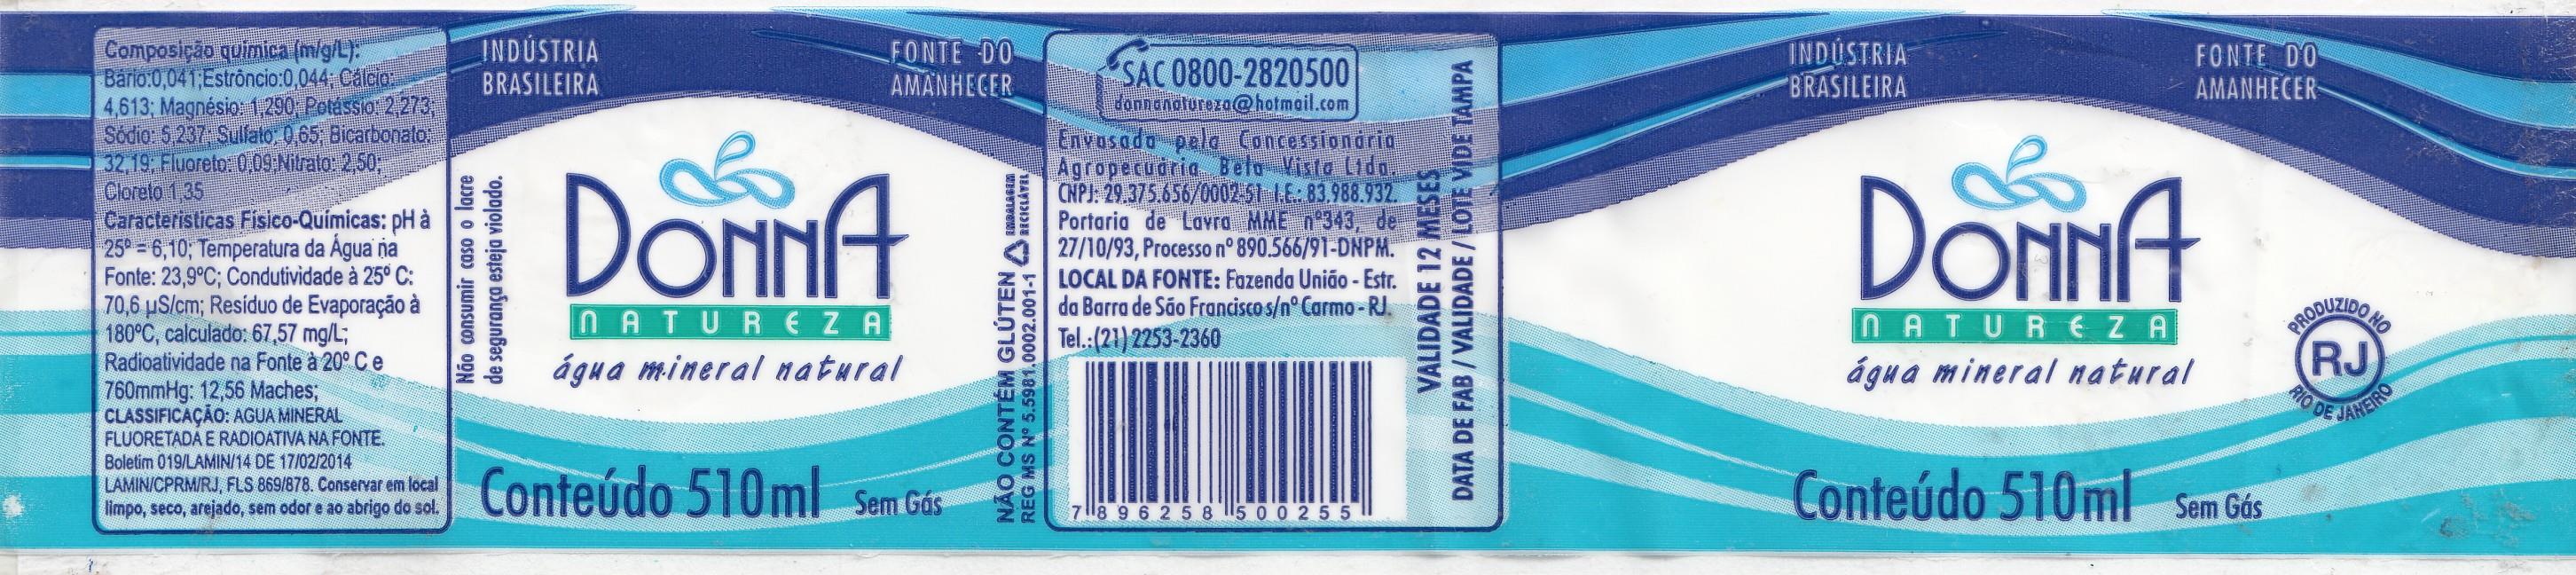 Composição química (m/g/L):
Bário:0,041;Estrôncio:0,044; Cálcio:
4,613; Magnésio: 1,290; Potássio: 2,273;
Sódio: 5,237; Sulfato: 0,65; Bicarbonato:
32,19; Fluoreto: 0,09;Nitrato: 2,50;
Cloreto 1,35
Características Físico-Químicas: pH à
25º = 6,10; Temperatura da Água na
Fonte: 23,9ºC; Condutividade à 25º C:
70,6 µS/cm; Resíduo de Evaporação à
180ºC, calculado: 67,57 mg/L;
Radioatividade na Fonte à 20º C e
760mmHg: 12,56 Maches;
CLASSIFICAÇÃO: AGUA MINERAL
FLUORETADA E RADIOATIVA NA FONTE.
Boletim 019/LAMIN/14 DE 17/02/2014
LAMIN/CPRM/RJ, FLS 869/878. Conservar em local
limpo, seco, arejado, sem odor e ao abrigo do sol.
Não consumir caso o lacre
de segurança esteja violado.
INDÚSTRIA
BRASILEIRA
FONTE DO
AMANHECER
DONNA
NATUREZA
água mineral natural
Conteúdo 510ml Sem Gás
NÃO CONTÉM GLÚTEN
REG MS Nº 5.5981.0002.001-1
EMBALAGEM
RECICLÁVEL
SAC 0800-2820500
donnanatureza@hotmail.com
Envasada pela Concessionária
Agropecuária Bela Vista Ltda.
CNPJ: 29.375.656/0002-51 I.E.: 83.988.932.
Portaria de Lavra MME nº343, de
27/10/93, Processo nº 890.566/91-DNPM.
LOCAL DA FONTE: Fazenda União - Estr.
da Barra de São Francisco s/nº Carmo - RJ.
Tel.:(21) 2253-2360
7 896258 500255
VALIDADE 12 MESES
DATA DE FAB / VALIDADE / LOTE VIDE TAMPA
INDÚSTRIA
BRASILEIRA
FONTE DO
AMANHECER
DONNA
NATUREZA
água mineral natural
Conteúdo 510ml Sem Gás
PRODUZIDO NO
RJ
RIO DE JANEIRO